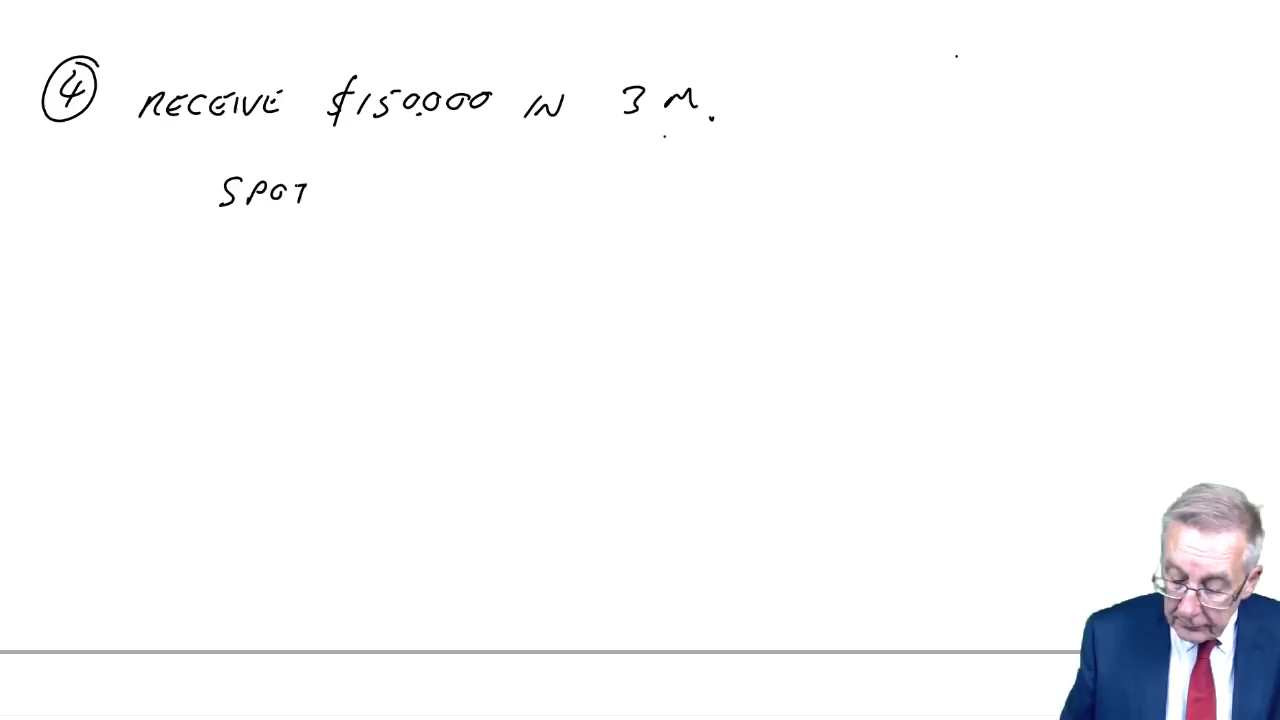 ④ RECEIVE $150.000 IN 3 M.
SPOT